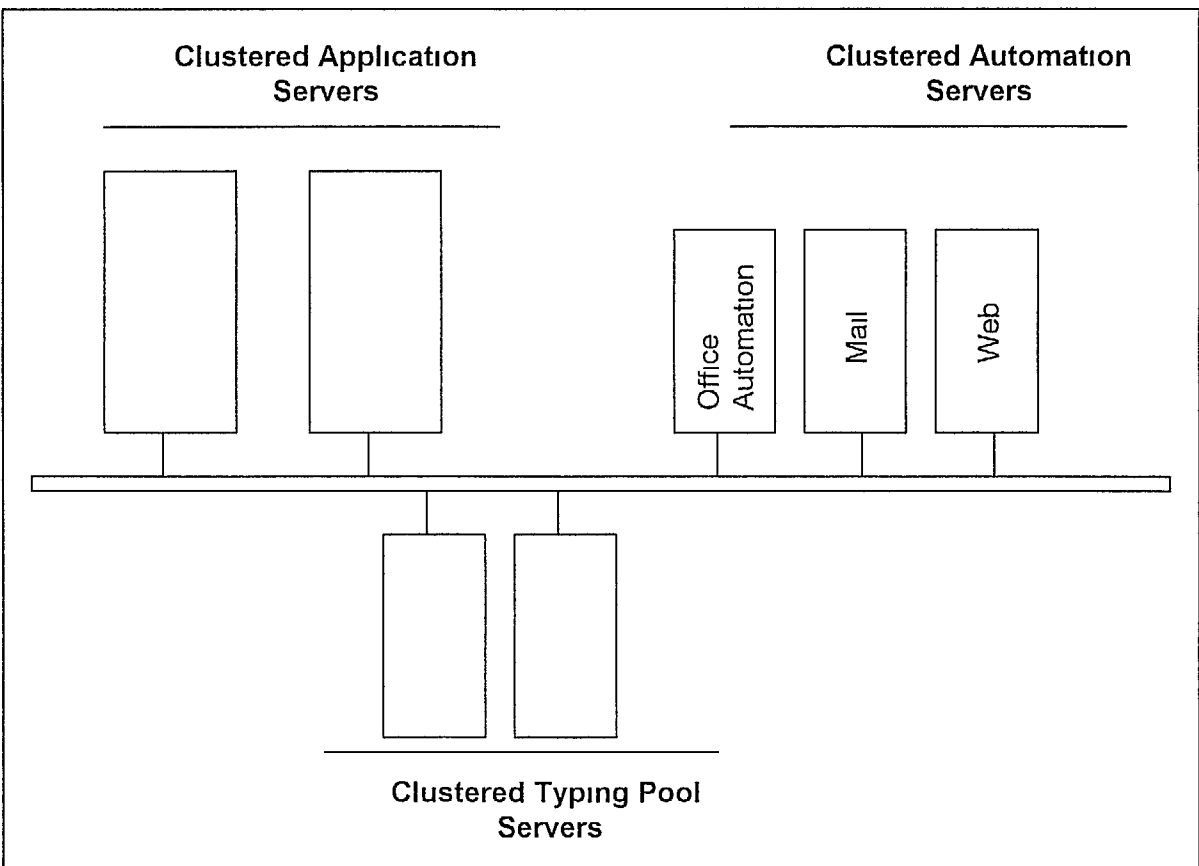 Clustered Application
Servers
Clustered Automation
Servers
Office
Automation
Mail
Web
Clustered Typing Pool
Servers